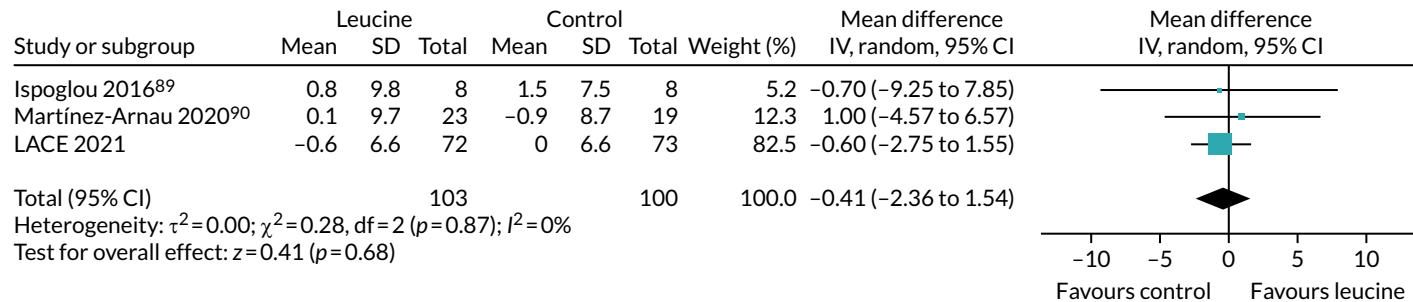 Leucine Control Mean difference Mean difference
Study or subgroup Mean SD Total Mean SD Total Weight (%) IV, random, 95% CI IV, random, 95% CI
Ispoglou 2016⁸⁹ 0.8 9.8 8 1.5 7.5 8 5.2 –0.70 (–9.25 to 7.85)
Martínez-Arnau 2020⁹⁰ 0.1 9.7 23 –0.9 8.7 19 12.3 1.00 (–4.57 to 6.57)
LACE 2021 –0.6 6.6 72 0 6.6 73 82.5 –0.60 (–2.75 to 1.55)
Total (95% CI) 103 100 100.0 –0.41 (–2.36 to 1.54)
Heterogeneity: τ²=0.00; χ²=0.28, df=2 (p=0.87); I²=0%
Test for overall effect: z=0.41 (p=0.68)
–10 –5 0 5 10
Favours control Favours leucine